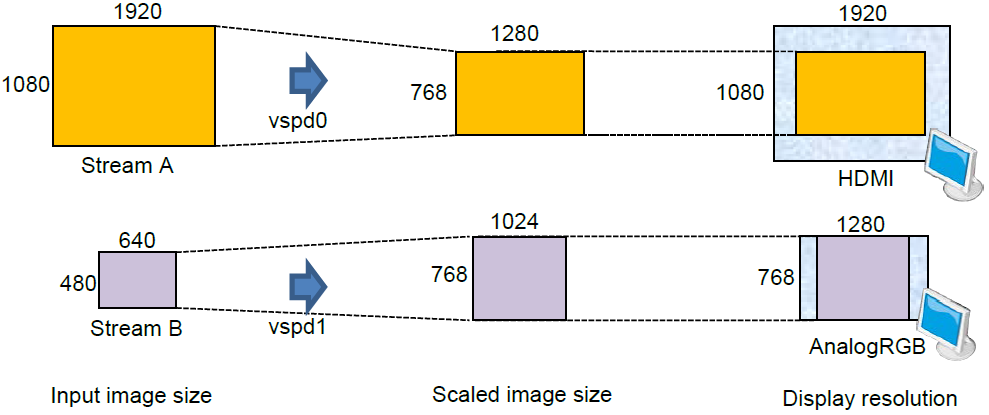 1920
1280
1920
1080
768
1080
vspd0
Stream A
HDMI
640
1024
1280
480
768
768
vspd1
Stream B
AnalogRGB
Input image size
Scaled image size
Display resolution